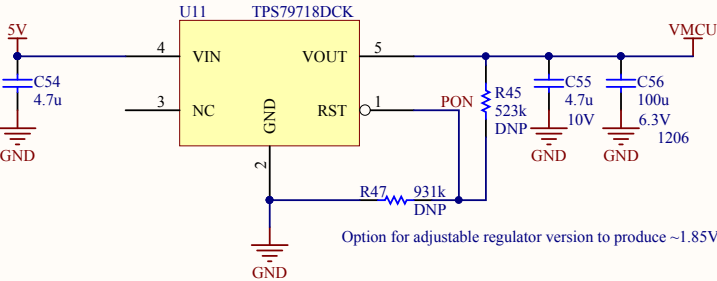 U11 TPS79718DCK
5V
VMCU
4 VIN VOUT 5
C54
4.7u
R45
523k
DNP
C55
4.7u
10V
C56
100u
6.3V
1206
3 NC GND RST 1 PON
GND
GND
GND
2
R47 931k
DNP
Option for adjustable regulator version to produce ~1.85V
GND